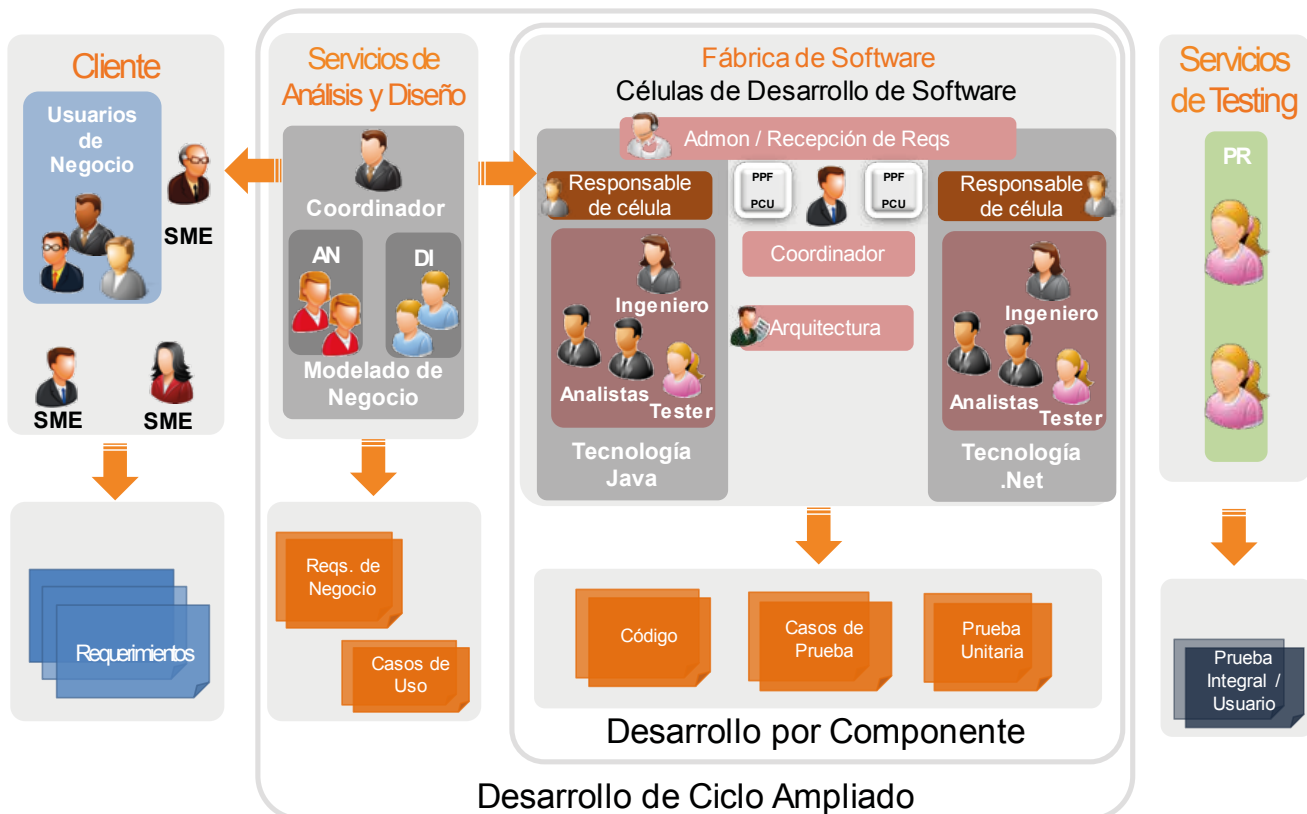 Cliente
Usuarios
de
Negocio
SME
SME
SME
Requerimientos
Servicios de
Análisis y Diseño
Coordinador
AN
DI
Modelado de
Negocio
Reqs. de
Negocio
Casos de
Uso
Fábrica de Software
Células de Desarrollo de Software
Admon / Recepción de Reqs
Responsable
de célula
PPF
PCU
PPF
PCU
Responsable
de célula
Coordinador
Arquitectura
Ingeniero
Analistas
Tester
Tecnología
Java
Ingeniero
Analistas
Tester
Tecnología
.Net
Código
Casos de
Prueba
Prueba
Unitaria
Desarrollo por Componente
Desarrollo de Ciclo Ampliado
Servicios
de Testing
PR
Prueba
Integral /
Usuario